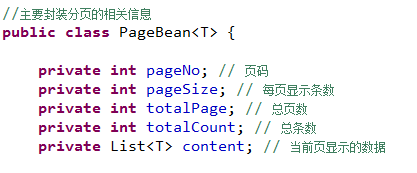 //主要封装分页的相关信息
public class PageBean<T> {
private int pageNo; // 页码
private int pageSize; // 每页显示条数
private int totalPage; // 总页数
private int totalCount; // 总条数
private List<T> content; // 当前页显示的数据